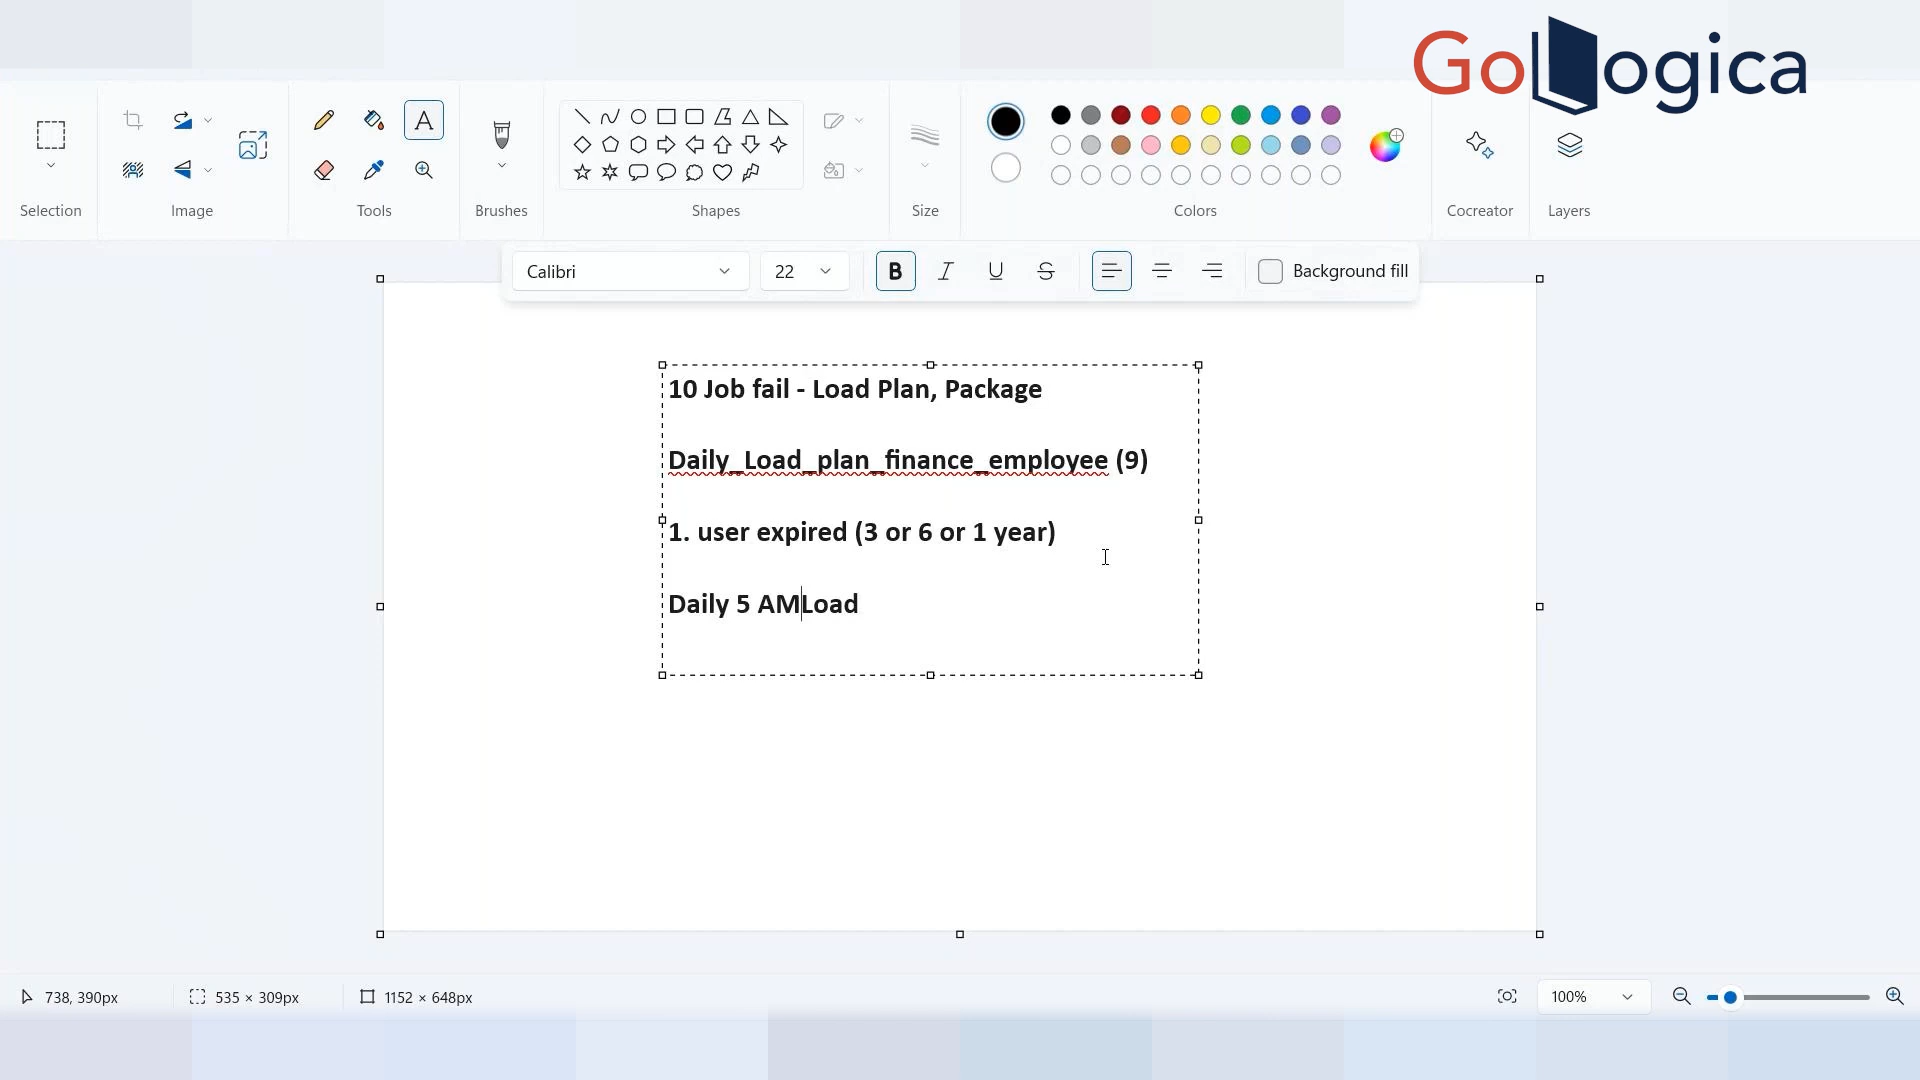 GoLogica
Selection
Image
Tools
Brushes
Shapes
Size
Colors
Cocreator
Layers
Calibri
22
B
I
U
S
Background fill
10 Job fail - Load Plan, Package
Daily_Load_plan_finance_employee (9)
1. user expired (3 or 6 or 1 year)
Daily 5 AMLoad
738, 390px
535 × 309px
1152 × 648px
100%